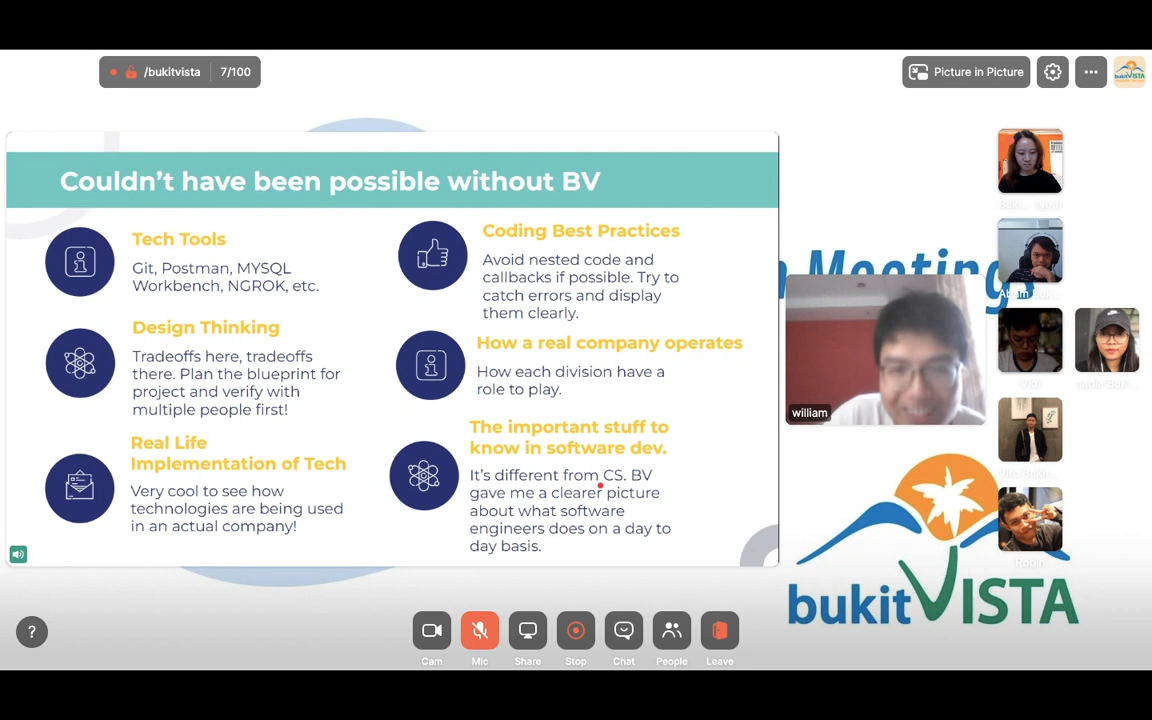 /bukitvista
7/100
Picture in Picture
bukitVISTA
Couldn't have been possible without BV
Tech Tools
Git, Postman, MYSQL
Workbench, NGROK, etc.
Design Thinking
Tradeoffs here, tradeoffs
there. Plan the blueprint for
project and verify with
multiple people first!
Real Life
Implementation of Tech
Very cool to see how
technologies are being used
in an actual company!
Coding Best Practices
Avoid nested code and
callbacks if possible. Try to
catch errors and display
them clearly.
How a real company operates
How each division have a
role to play.
The important stuff to
know in software dev.
It's different from CS. BV
gave me a clearer picture
about what software
engineers does on a day to
day basis.
Meetings
william
Robin
bukitVISTA
?
Cam
Mic
Share
Stop
Chat
People
Leave